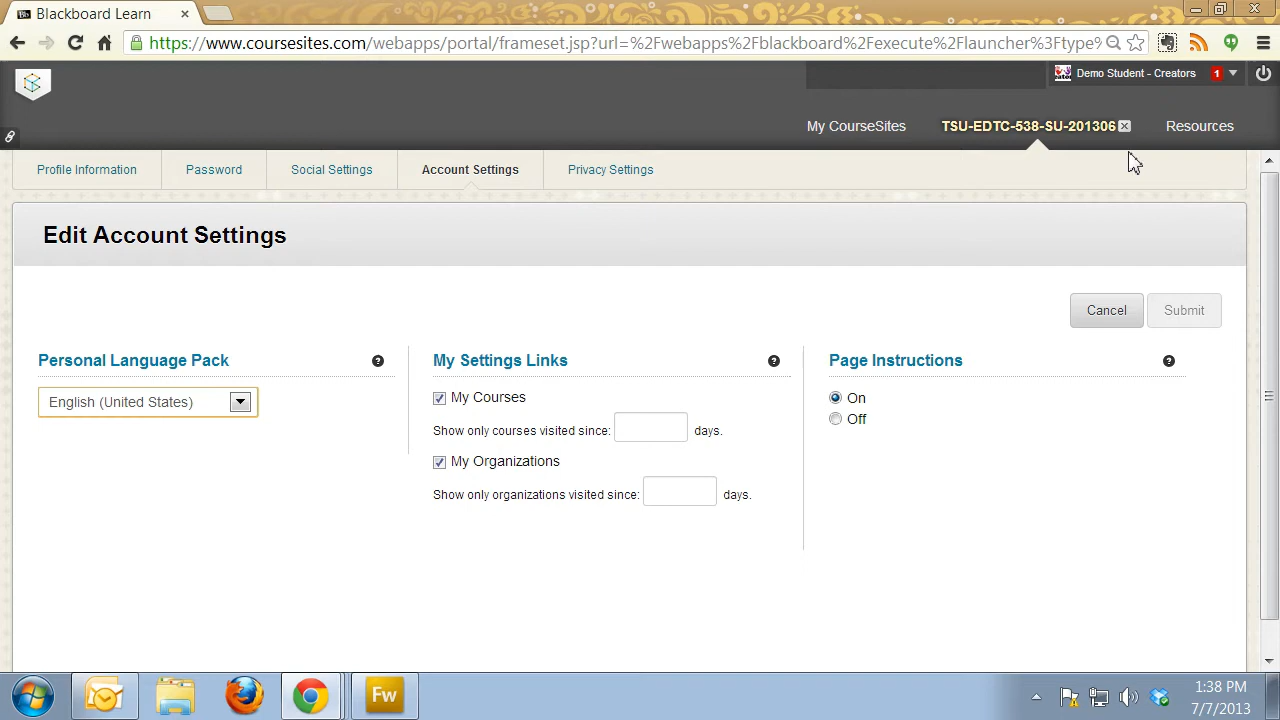 Blackboard Learn
https://www.coursesites.com/webapps/portal/frameset.jsp?url=%2Fwebapps%2Fblackboard%2Fexecute%2Flauncher%3Ftype%
Demo Student - Creators 1
My CourseSites TSU-EDTC-538-SU-201306 Resources
Profile Information Password Social Settings Account Settings Privacy Settings
Edit Account Settings
Cancel Submit
Personal Language Pack ? My Settings Links ? Page Instructions ?
English (United States) My Courses On
Show only courses visited since: days. Off
My Organizations
Show only organizations visited since: days.
Fw
1:38 PM
7/7/2013